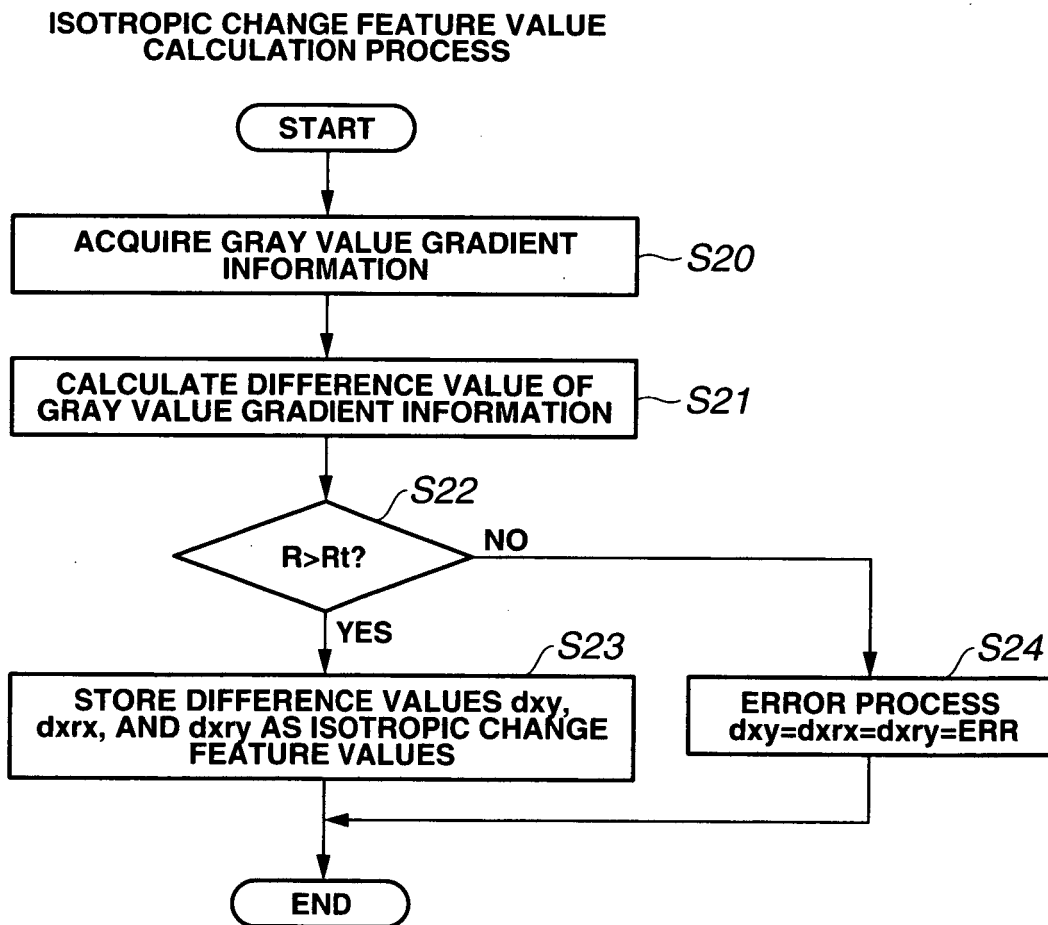 ISOTROPIC CHANGE FEATURE VALUE
CALCULATION PROCESS
START
ACQUIRE GRAY VALUE GRADIENT
INFORMATION
S20
CALCULATE DIFFERENCE VALUE OF
GRAY VALUE GRADIENT INFORMATION
S21
S22
R>Rt?
NO
YES
S23
STORE DIFFERENCE VALUES dxy,
dxrx, AND dxry AS ISOTROPIC CHANGE
FEATURE VALUES
S24
ERROR PROCESS
dxy=dxrx=dxry=ERR
END